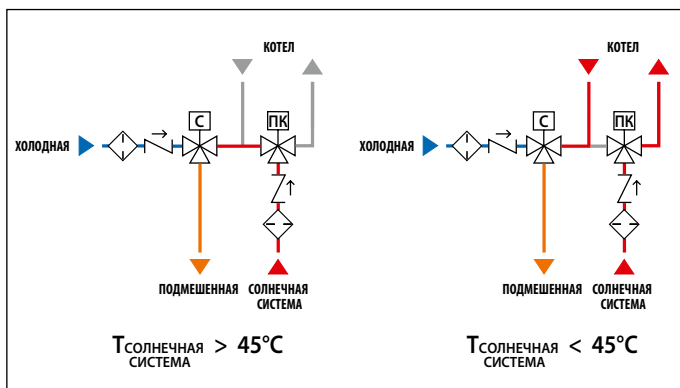 КОТЕЛ
С
ПК
ХОЛОДНАЯ
ПОДМЕШЕННАЯ
СОЛНЕЧНАЯ
СИСТЕМА
TСОЛНЕЧНАЯ > 45°C
СИСТЕМА
КОТЕЛ
С
ПК
ХОЛОДНАЯ
ПОДМЕШЕННАЯ
СОЛНЕЧНАЯ
СИСТЕМА
TСОЛНЕЧНАЯ < 45°C
СИСТЕМА